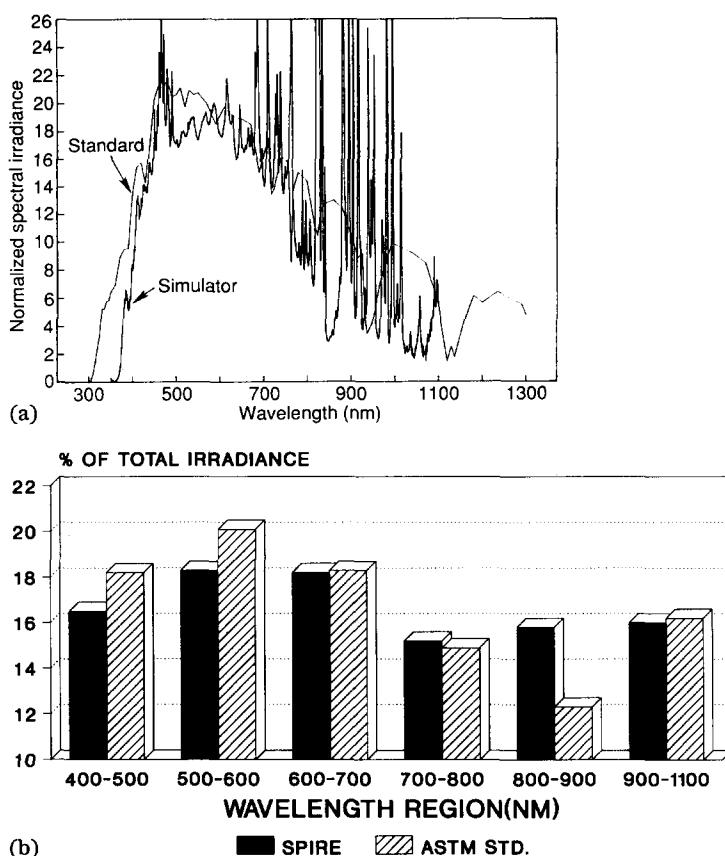 26
24
22
20
18
16
14
12
10
8
6
4
2
0
Normalized spectral irradiance
Standard
Simulator
300 500 700 900 1100 1300
Wavelength (nm)
(a)
% OF TOTAL IRRADIANCE
22
20
18
16
14
12
10
400-500 500-600 600-700 700-800 800-900 900-1100
WAVELENGTH REGION(NM)
(b)
SPIRE ASTM STD.